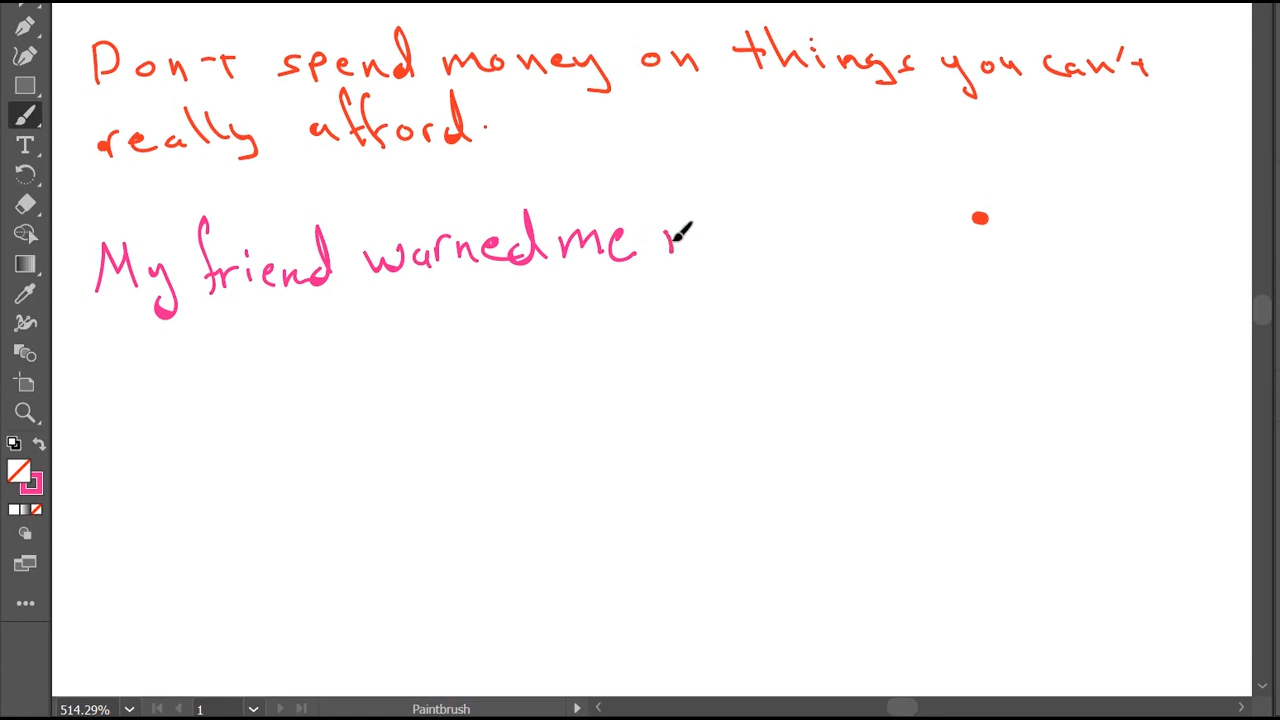 Don't spend money on things you can't
really afford.
My friend warned me
514.29%
1
Paintbrush